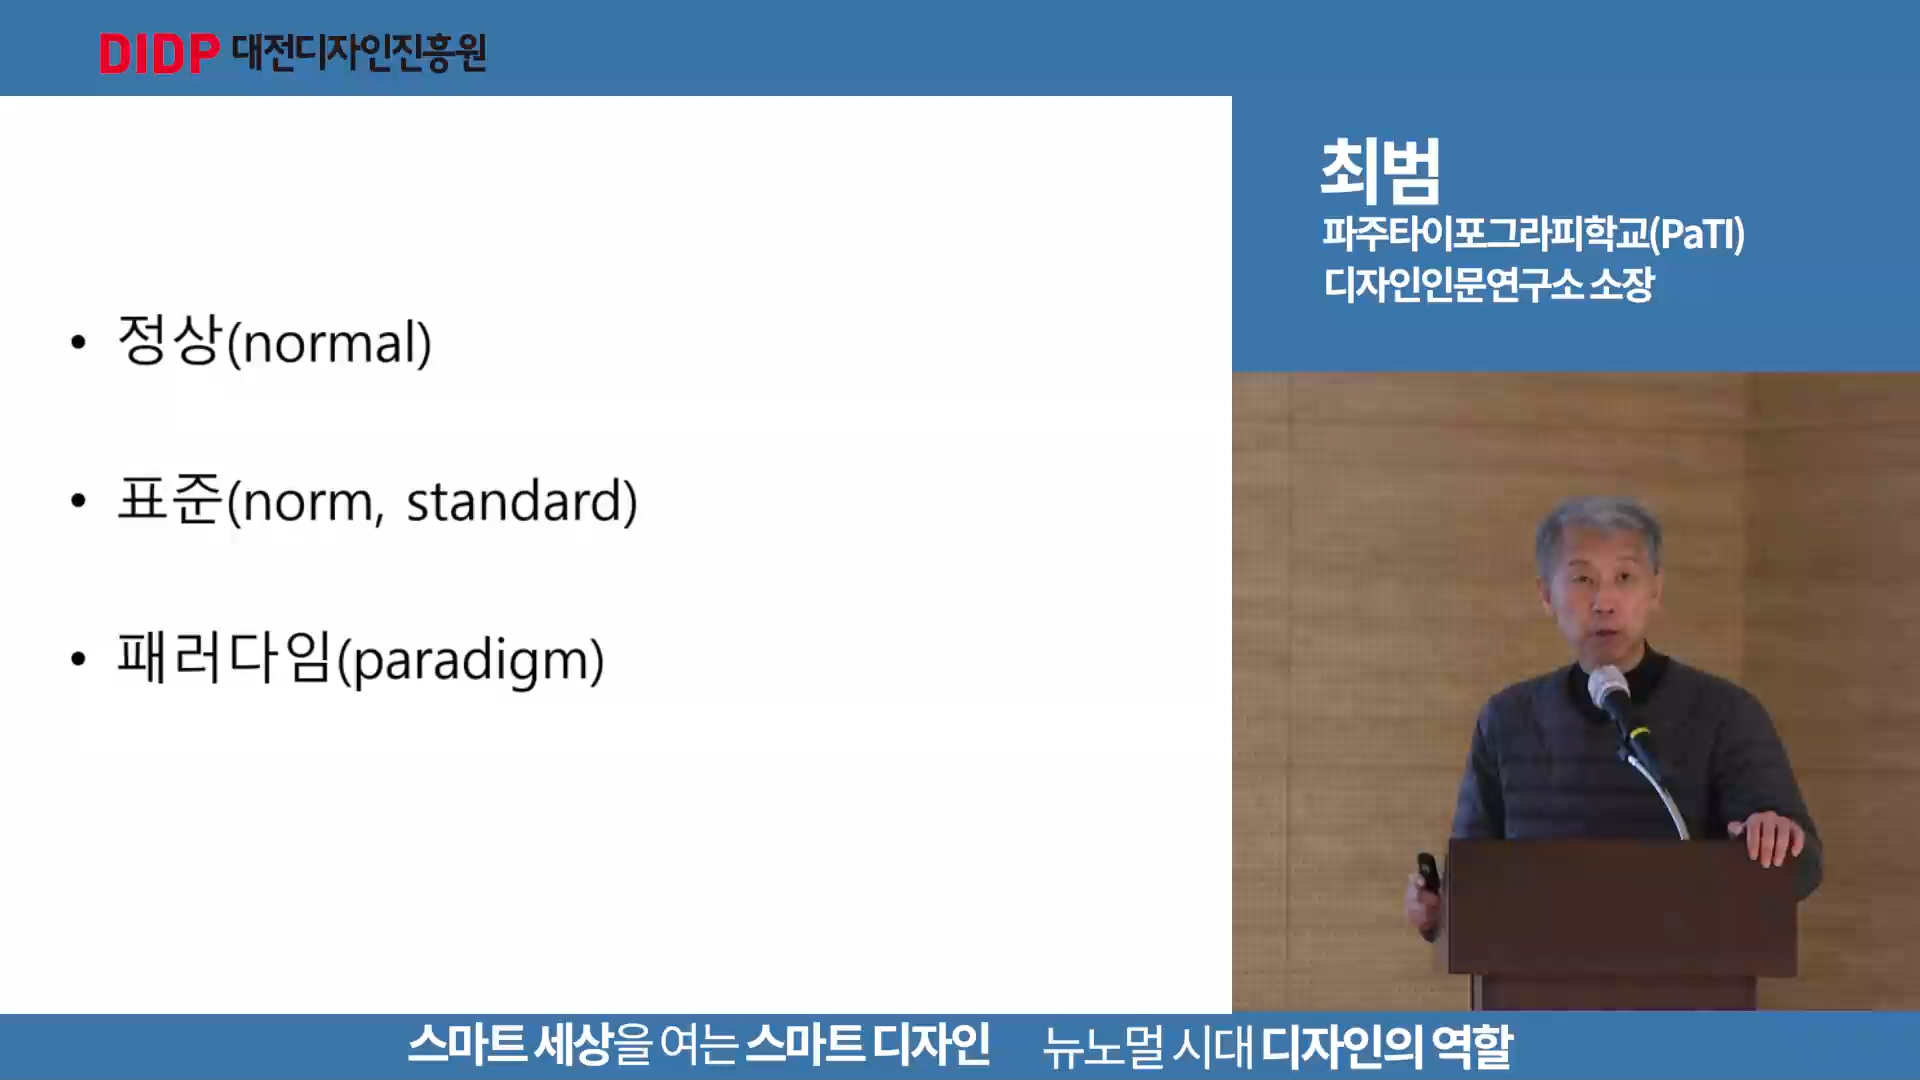 DIDP 대전디자인진흥원
최범
파주타이포그라피학교(PaTI)
디자인인문연구소 소장
• 정상(normal)
• 표준(norm, standard)
• 패러다임(paradigm)
스마트 세상을 여는 스마트 디자인 뉴노멀 시대 디자인의 역할